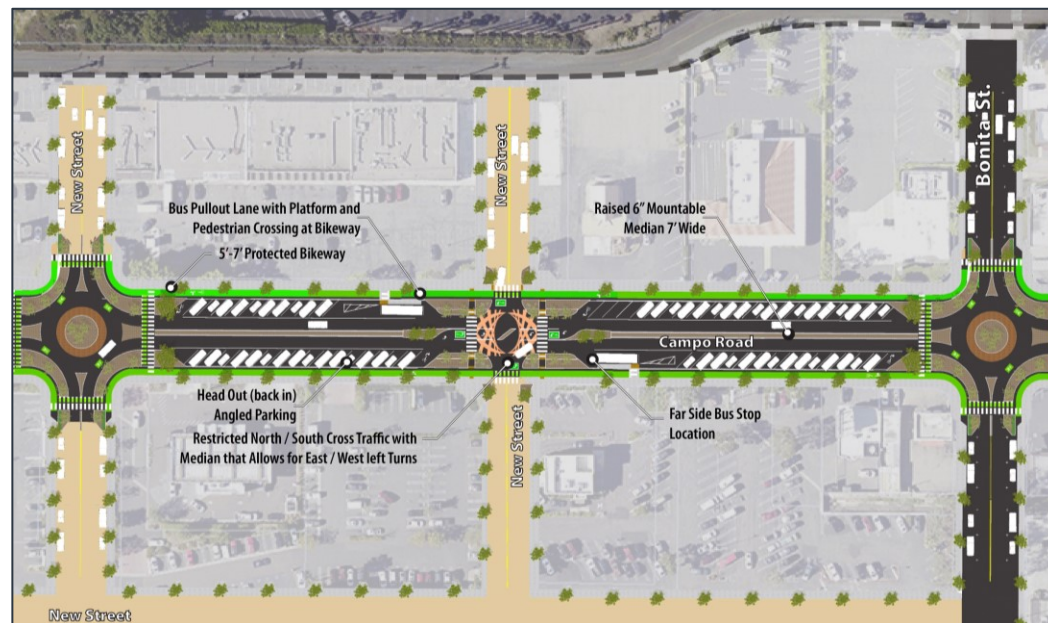 New Street
New Street
Bonita St.
Bus Pullout Lane with Platform and
Pedestrian Crossing at Bikeway
5'-7' Protected Bikeway
Raised 6" Mountable
Median 7' Wide
Campo Road
Head Out (back in)
Angled Parking
Restricted North / South Cross Traffic with
Median that Allows for East / West left Turns
Far Side Bus Stop
Location
New Street
New Street